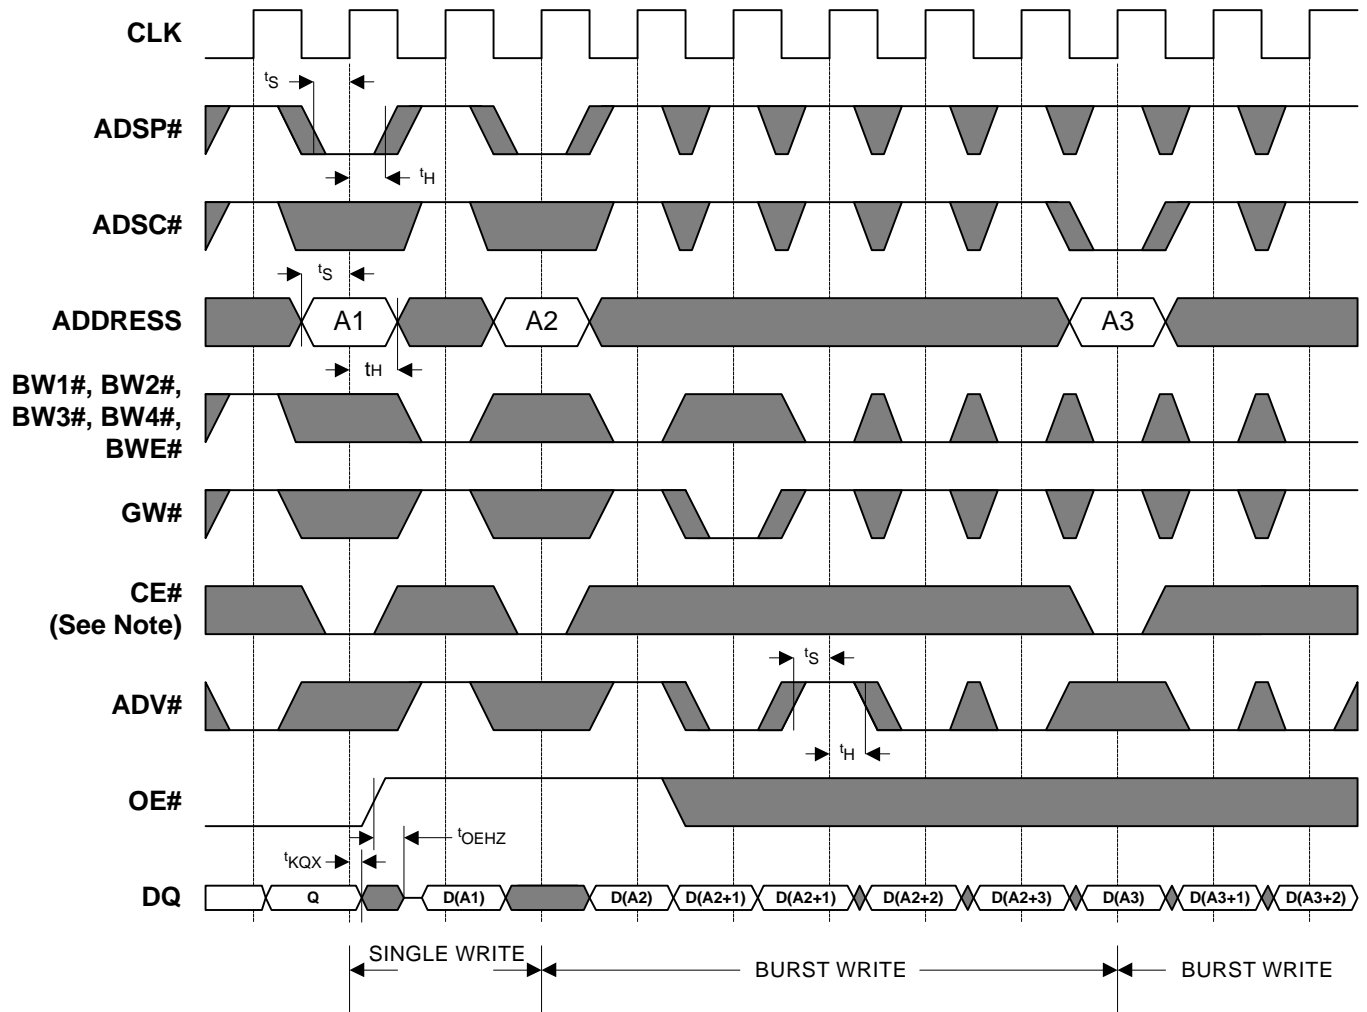 CLK
tS
ADSP#
tH
ADSC#
tS
ADDRESS
A1
A2
A3
tH
BW1#, BW2#,
BW3#, BW4#,
BWE#
GW#
CE#
(See Note)
tS
ADV#
tH
OE#
tOEHZ
tKQX
DQ
Q
D(A1)
D(A2)
D(A2+1)
D(A2+1)
D(A2+2)
D(A2+3)
D(A3)
D(A3+1)
D(A3+2)
SINGLE WRITE
BURST WRITE
BURST WRITE